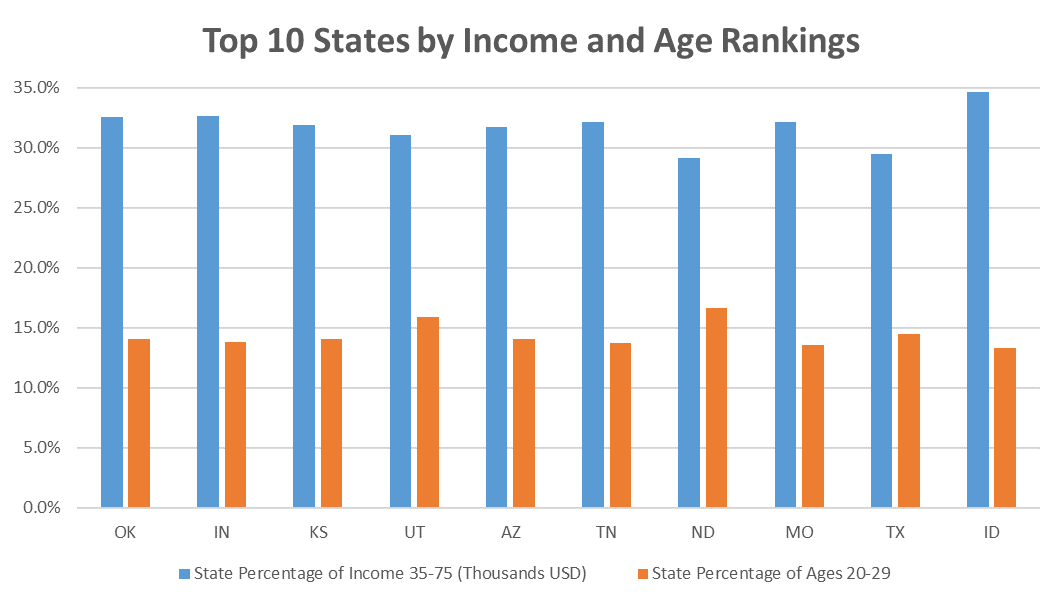 Top 10 States by Income and Age Rankings
35.0%
30.0%
25.0%
20.0%
15.0%
10.0%
5.0%
0.0%
OK IN KS UT AZ TN ND MO TX ID
State Percentage of Income 35-75 (Thousands USD) State Percentage of Ages 20-29